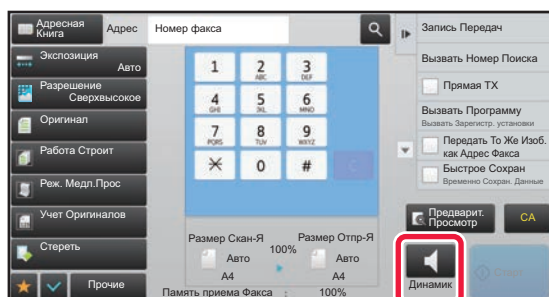 Адресная
Книга
Адрес
Номер факса
Экспозиция
Авто
Разрешение
Сверхвысокое
Оригинал
Работа Строит
Реж. Медл.Прос
Учет Оригиналов
Стереть
Прочие
1
2
ABC
3
DEF
4
GHI
5
JKL
6
MNO
7
PQRS
8
TUV
9
WXYZ
0
#
C
Размер Скан-Я
100%
Размер Отпр-Я
Авто
A4
Авто
A4
Память приема Факса : 100%
Запись Передач
Вызвать Номер Поиска
Прямая TX
Вызвать Программу
Вызвать Зарегистр. установки
Передать То Же Изоб.
как Адрес Факса
Быстрое Сохран
Временно Сохран. Данные
Предварит.
Просмотр
CA
Динамик
Старт